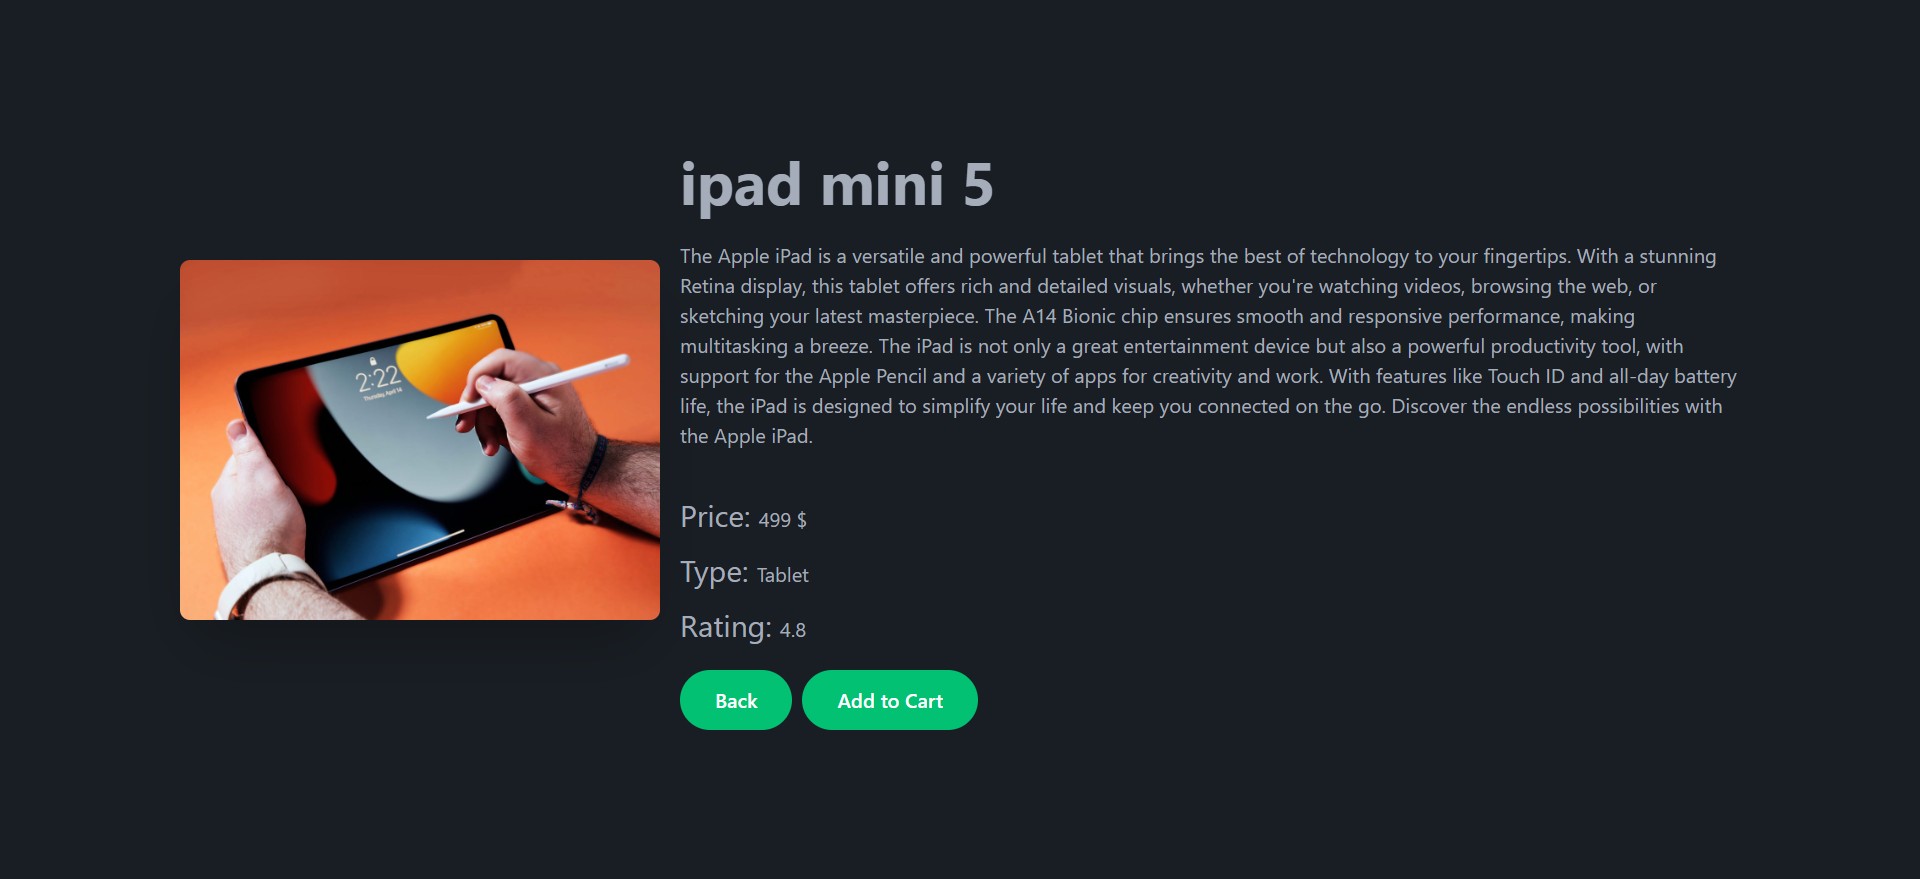 ipad mini 5
The Apple iPad is a versatile and powerful tablet that brings the best of technology to your fingertips. With a stunning
Retina display, this tablet offers rich and detailed visuals, whether you're watching videos, browsing the web, or
sketching your latest masterpiece. The A14 Bionic chip ensures smooth and responsive performance, making
multitasking a breeze. The iPad is not only a great entertainment device but also a powerful productivity tool, with
support for the Apple Pencil and a variety of apps for creativity and work. With features like Touch ID and all-day battery
life, the iPad is designed to simplify your life and keep you connected on the go. Discover the endless possibilities with
the Apple iPad.
2:22
Thursday, April 14
Price: 499 $
Type: Tablet
Rating: 4.8
Back
Add to Cart